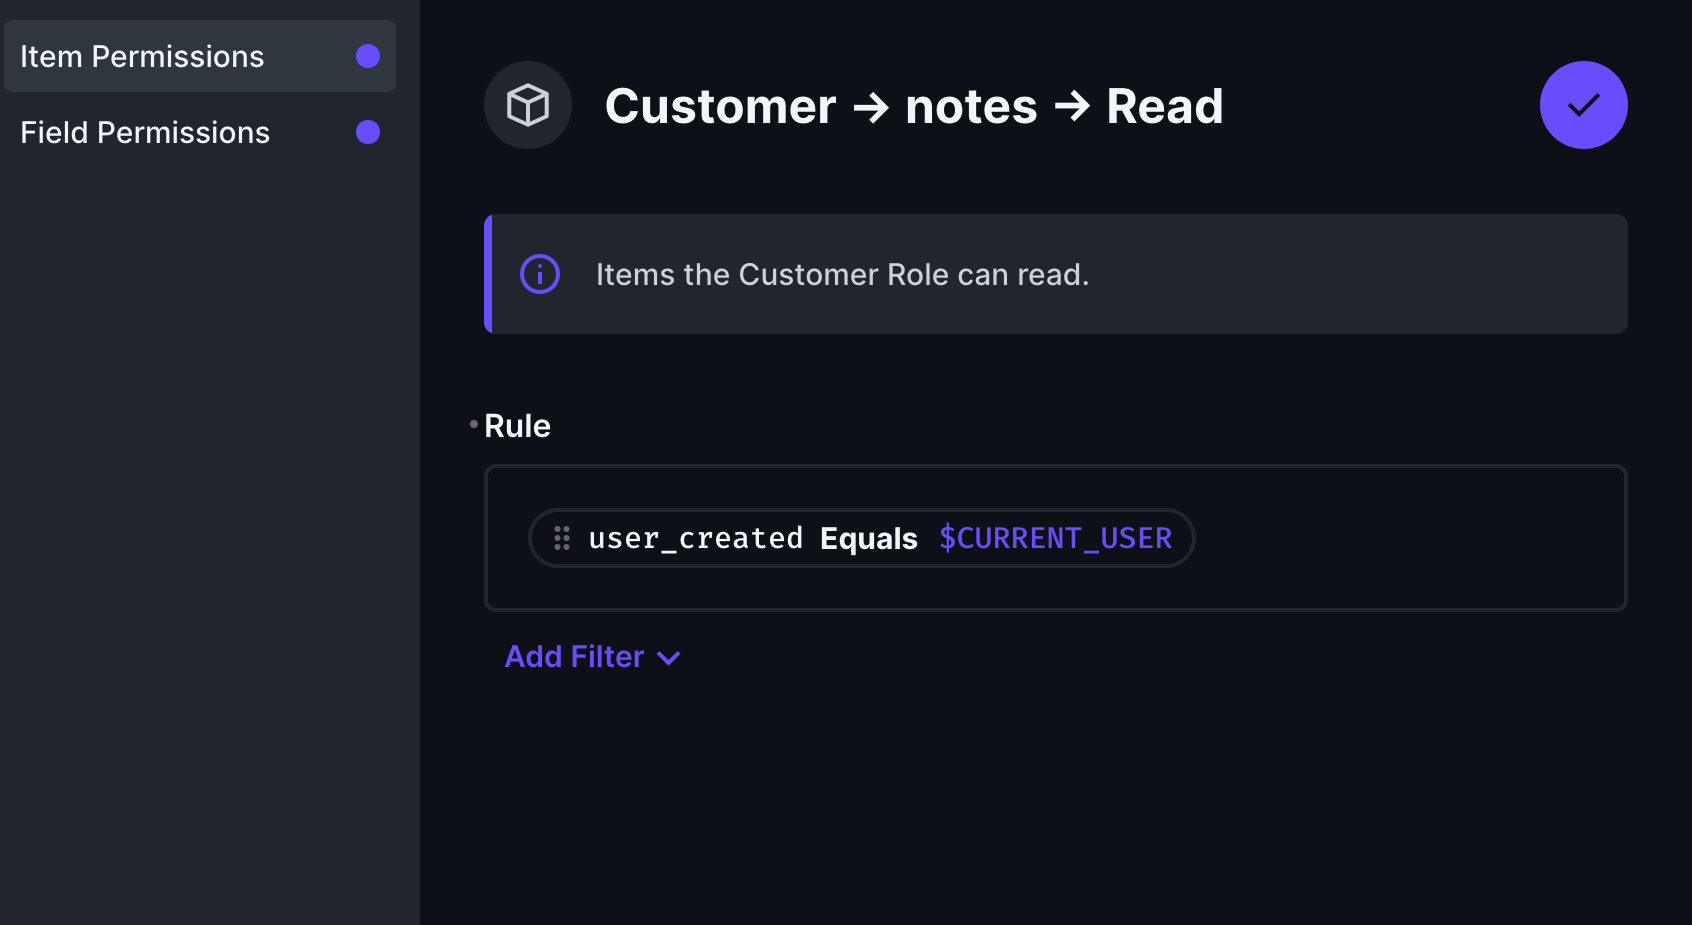 Item Permissions
Field Permissions
Customer → notes → Read
Items the Customer Role can read.
Rule
user_created Equals $CURRENT_USER
Add Filter